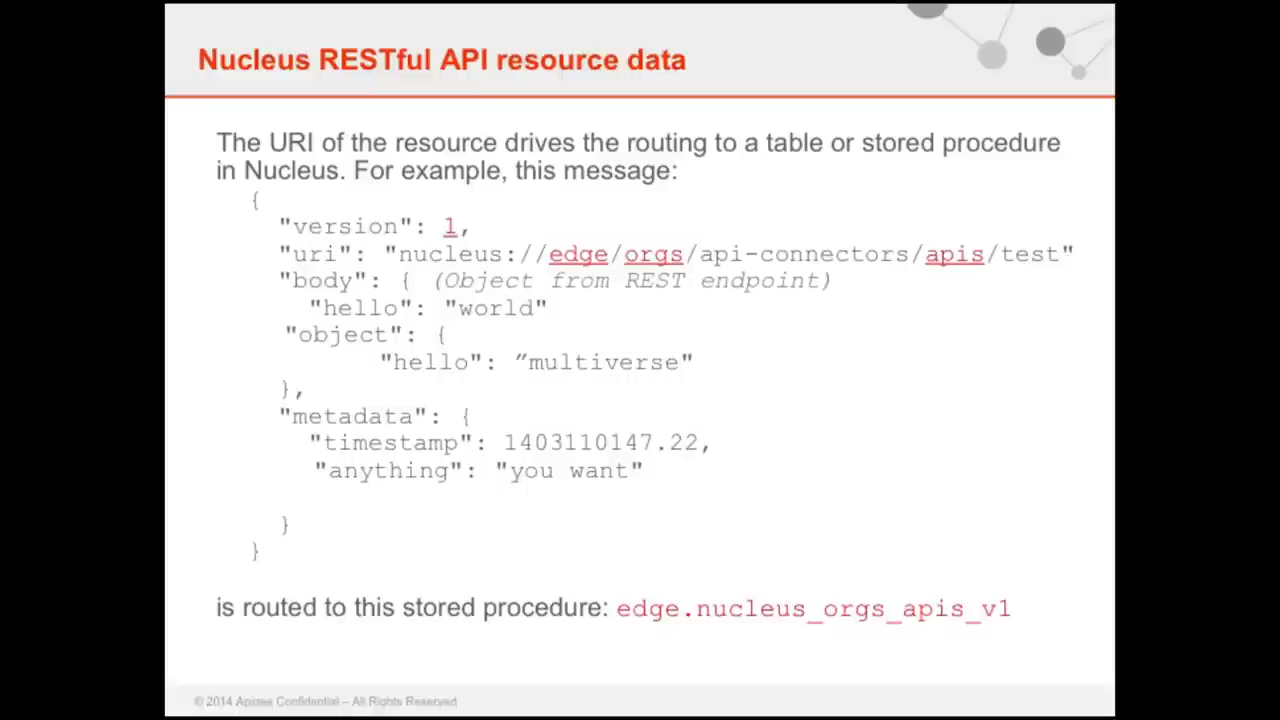 Nucleus RESTful API resource data
The URI of the resource drives the routing to a table or stored procedure
in Nucleus. For example, this message:
{
"version": 1,
"uri": "nucleus://edge/orgs/api-connectors/apis/test"
"body": { (Object from REST endpoint)
"hello": "world"
"object": {
"hello": ”multiverse"
},
"metadata": {
"timestamp": 1403110147.22,
"anything": "you want"
}
}
is routed to this stored procedure: edge.nucleus_orgs_apis_v1
© 2014 Apigee Confidential – All Rights Reserved